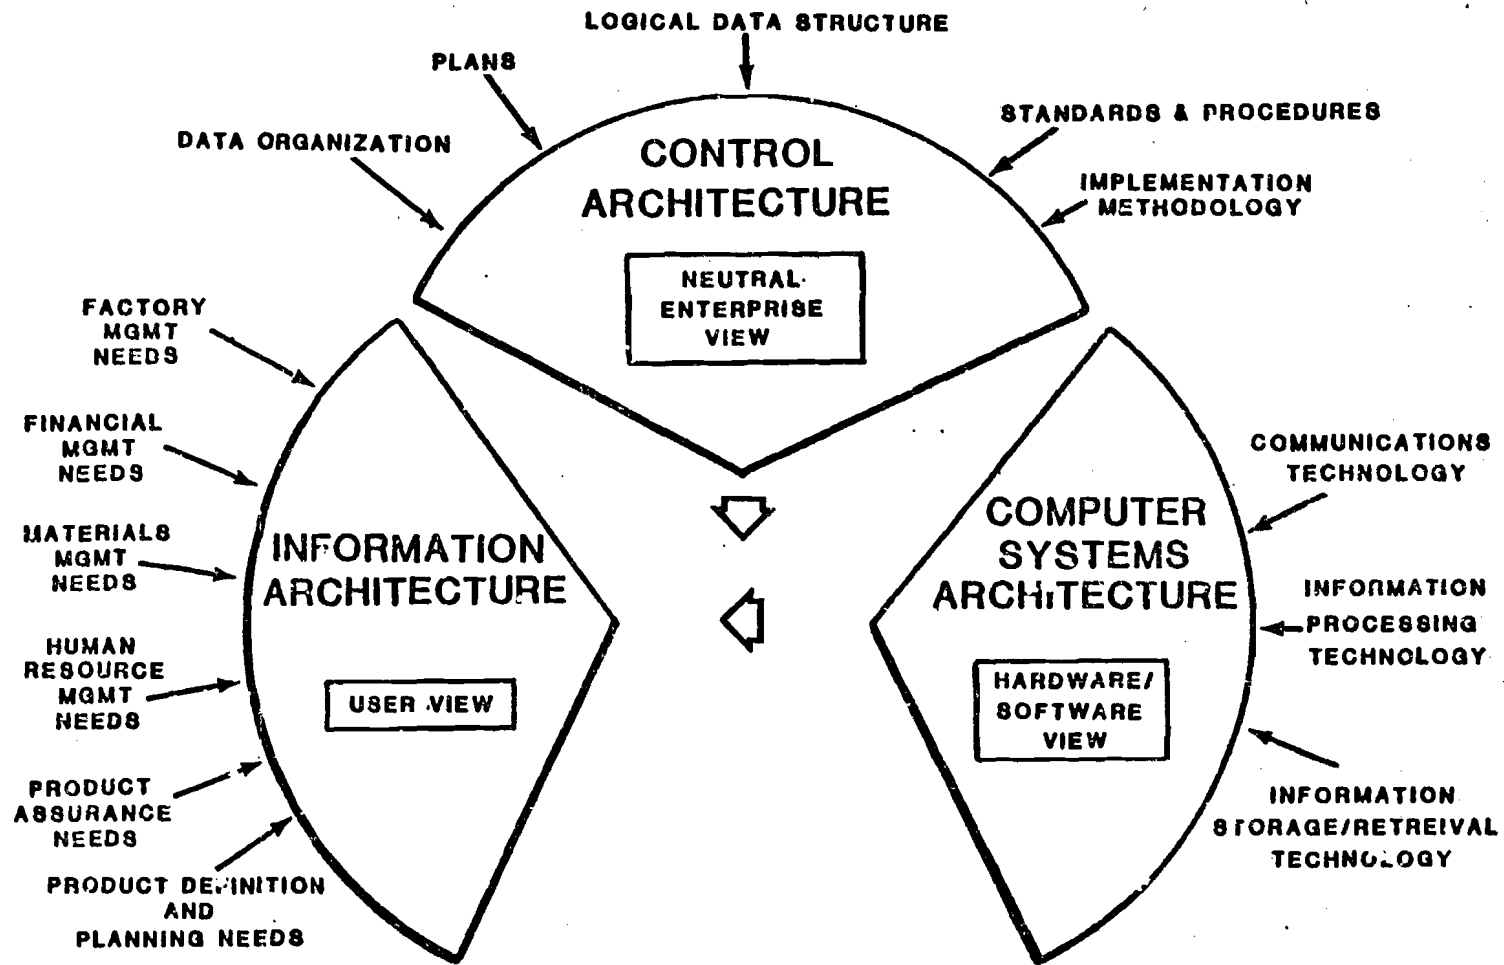 LOGICAL DATA STRUCTURE
PLANS
DATA ORGANIZATION
STANDARDS & PROCEDURES
IMPLEMENTATION
METHODOLOGY
CONTROL
ARCHITECTURE
NEUTRAL-
ENTERPRISE
VIEW
FACTORY
MGMT
NEEDS
FINANCIAL
MGMT
NEEDS
MATERIALS
MGMT
NEEDS
HUMAN
RESOURCE
MGMT
NEEDS
PRODUCT
ASSURANCE
NEEDS
PRODUCT DEFINITION
AND
PLANNING NEEDS
INFORMATION
ARCHITECTURE
USER VIEW
COMPUTER
SYSTEMS
ARCHITECTURE
HARDWARE/
SOFTWARE
VIEW
COMMUNICATIONS
TECHNOLOGY
INFORMATION
PROCESSING
TECHNOLOGY
INFORMATION
STORAGE/RETREIVAL
TECHNOLOGY